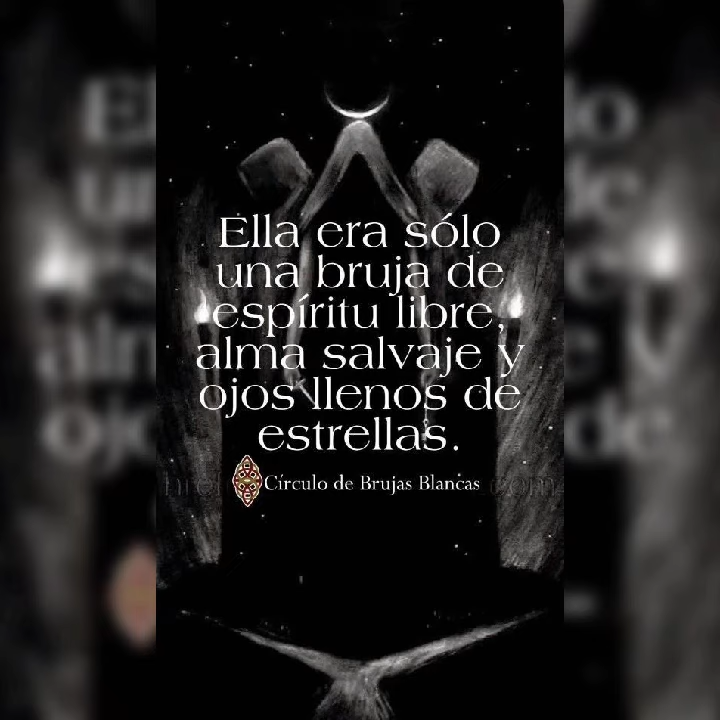 Ella era sólo
una bruja de
espíritu libre,
alma salvaje y
ojos llenos de
estrellas.
Círculo de Brujas Blancas